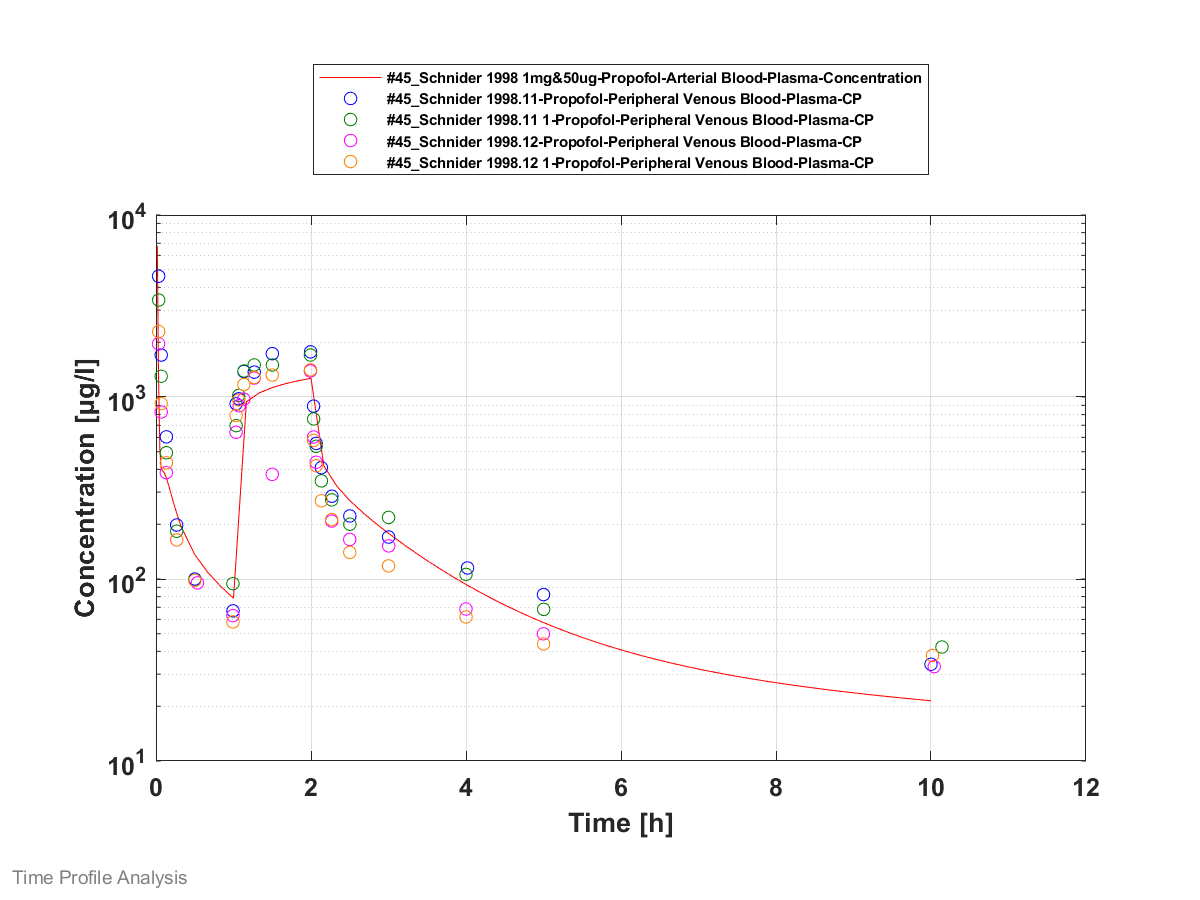 #45_Schnider 1998 1mg&50ug-Propofol-Arterial Blood-Plasma-Concentration
#45_Schnider 1998.11-Propofol-Peripheral Venous Blood-Plasma-CP
#45_Schnider 1998.11 1-Propofol-Peripheral Venous Blood-Plasma-CP
#45_Schnider 1998.12-Propofol-Peripheral Venous Blood-Plasma-CP
#45_Schnider 1998.12 1-Propofol-Peripheral Venous Blood-Plasma-CP
10^4
10^3
10^2
10^1
Concentration [µg/l]
0 2 4 6 8 10 12
Time [h]
Time Profile Analysis